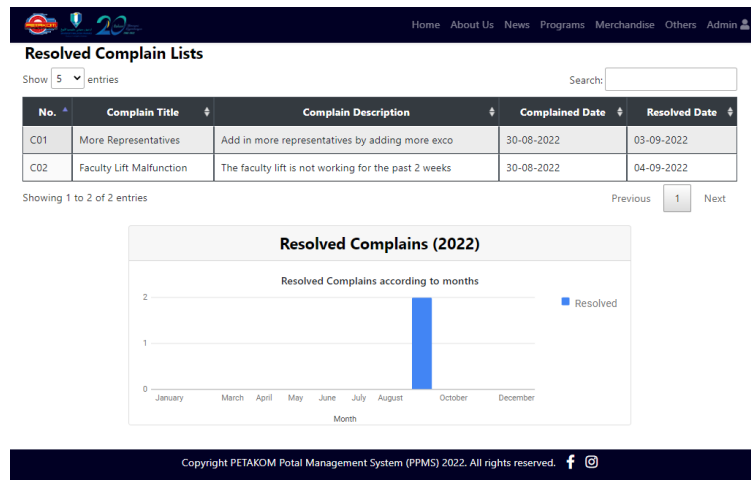 PETAKOM 20
Home About Us News Programs Merchandise Others Admin
Resolved Complain Lists
Show 5 entries Search:
No. Complain Title Complain Description Complained Date Resolved Date
C01 More Representatives Add in more representatives by adding more exco 30-08-2022 03-09-2022
C02 Faculty Lift Malfunction The faculty lift is not working for the past 2 weeks 30-08-2022 04-09-2022
Showing 1 to 2 of 2 entries Previous 1 Next
Resolved Complains (2022)
Resolved Complains according to months
2
Resolved
1
0
January March April May June July August October December
Month
Copyright PETAKOM Potal Management System (PPMS) 2022. All rights reserved.